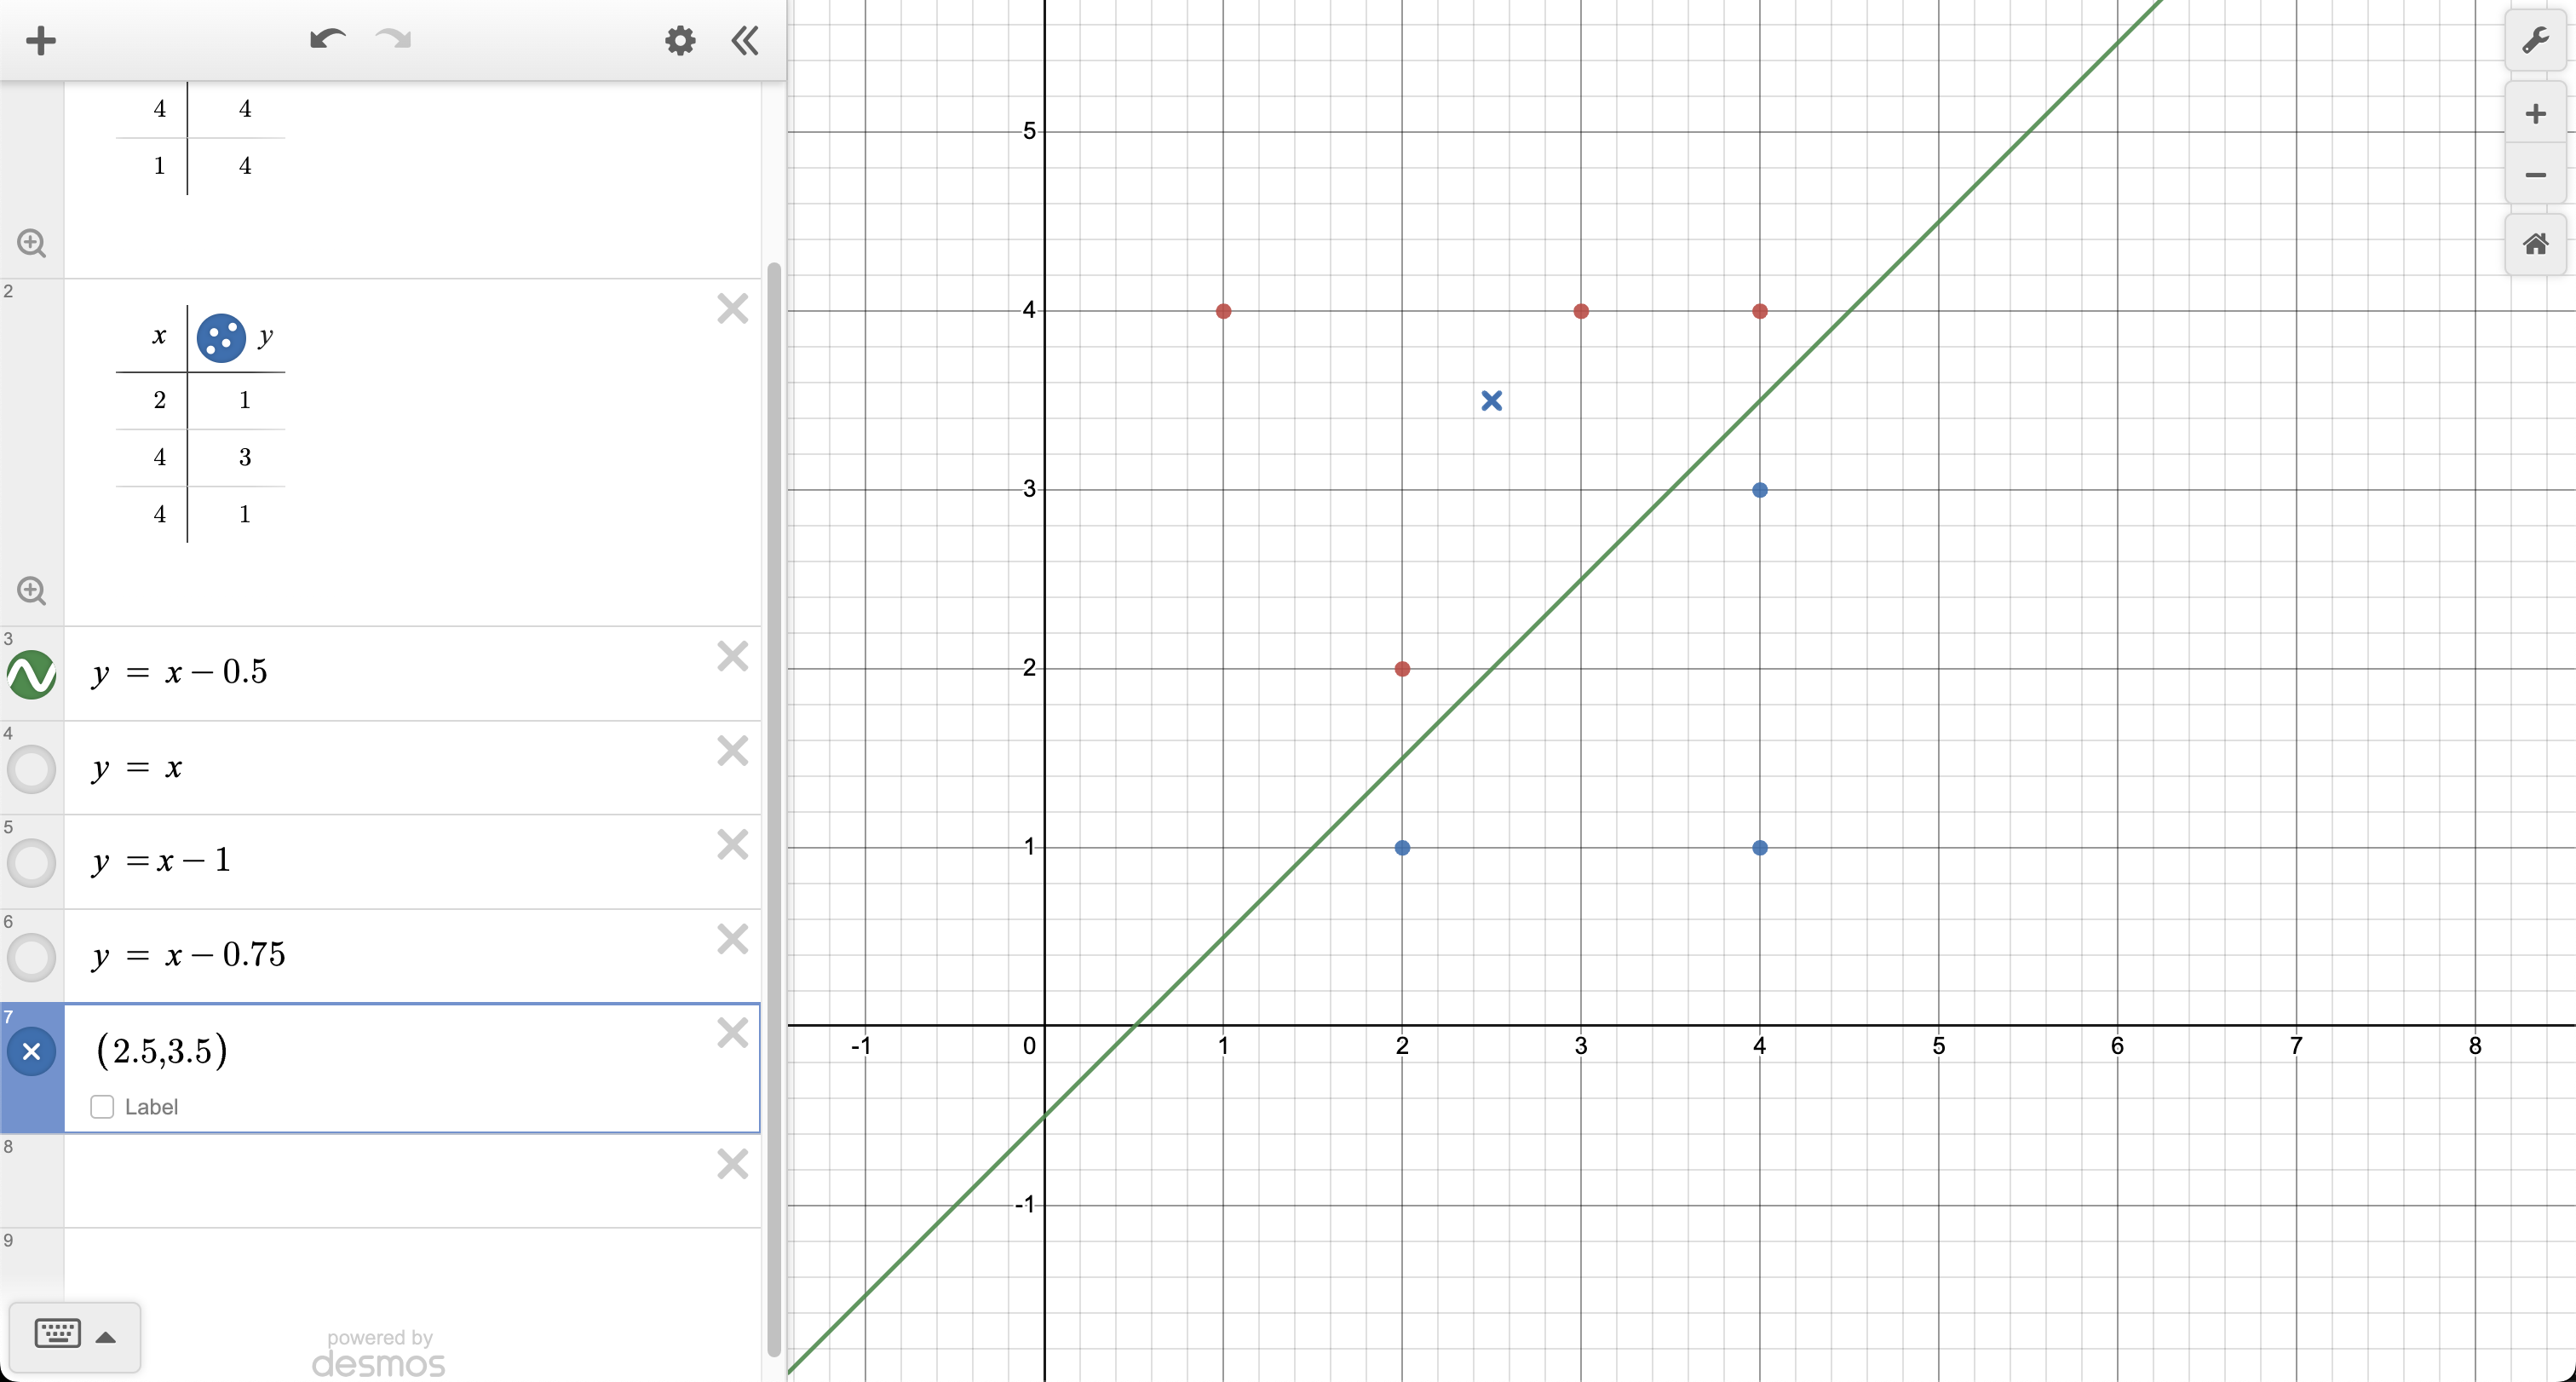 4 4
1 4
2
x y
2 1
4 3
4 1
3
y = x − 0.5
4
y = x
5
y = x − 1
6
y = x − 0.75
7
(2.5,3.5)
Label
8
9
powered by
desmos
5
4
3
2
1
-1 0 1 2 3 4 5 6 7 8
-1